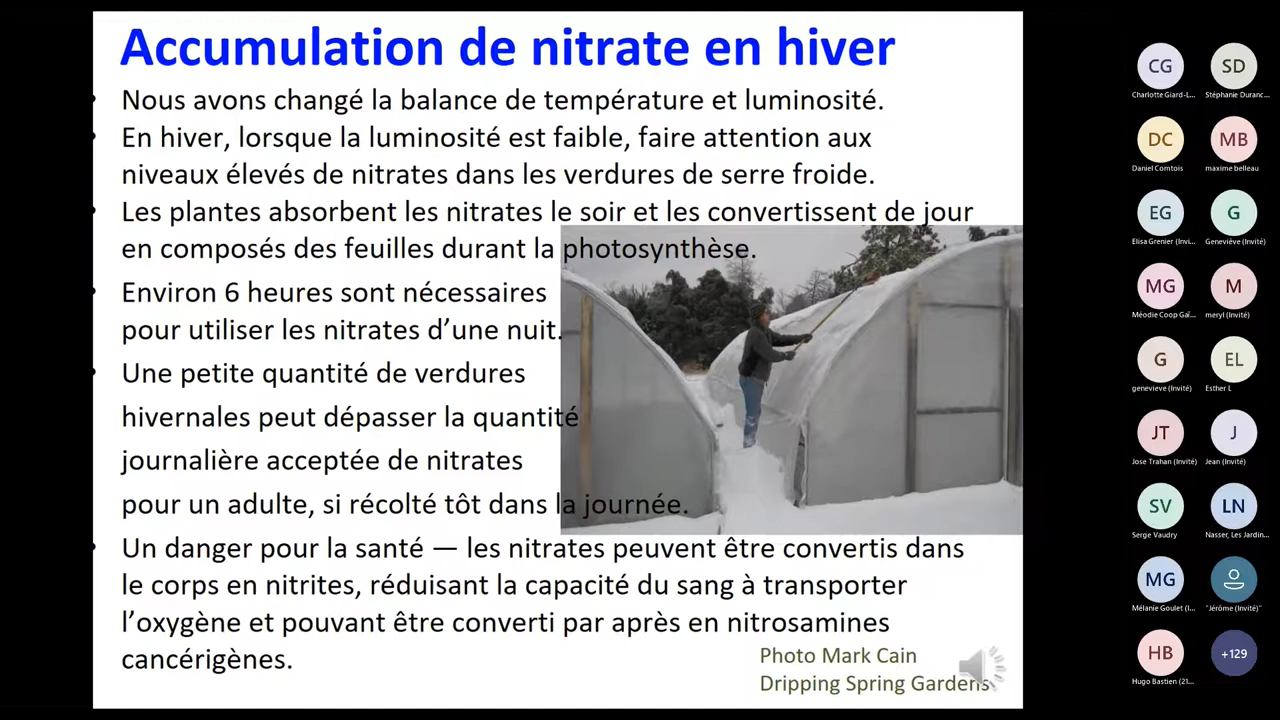 Accumulation de nitrate en hiver
• Nous avons changé la balance de température et luminosité.
• En hiver, lorsque la luminosité est faible, faire attention aux
niveaux élevés de nitrates dans les verdures de serre froide.
• Les plantes absorbent les nitrates le soir et les convertissent de jour
en composés des feuilles durant la photosynthèse.
• Environ 6 heures sont nécessaires
pour utiliser les nitrates d’une nuit.
• Une petite quantité de verdures
hivernales peut dépasser la quantité
journalière acceptée de nitrates
pour un adulte, si récolté tôt dans la journée.
• Un danger pour la santé — les nitrates peuvent être convertis dans
le corps en nitrites, réduisant la capacité du sang à transporter
l’oxygène et pouvant être converti par après en nitrosamines
cancérigènes.
Photo Mark Cain
Dripping Spring Gardens
CG SD
Charlotte Giard-L... Stéphanie Duranc...
DC MB
Daniel Comtois maxime belleau
EG G
Elisa Grenier (Invi... Geneviève (Invité)
MG M
Méodie Coop Gaï... meryl (Invité)
G EL
genevieve (Invité) Esther L
JT J
Jose Trahan (Invité) Jean (Invité)
SV LN
Serge Vaudry Nasser, Les Jardin...
MG
Mélanie Goulet (I... "Jérôme (Invité)"
HB +129
Hugo Bastien (21...